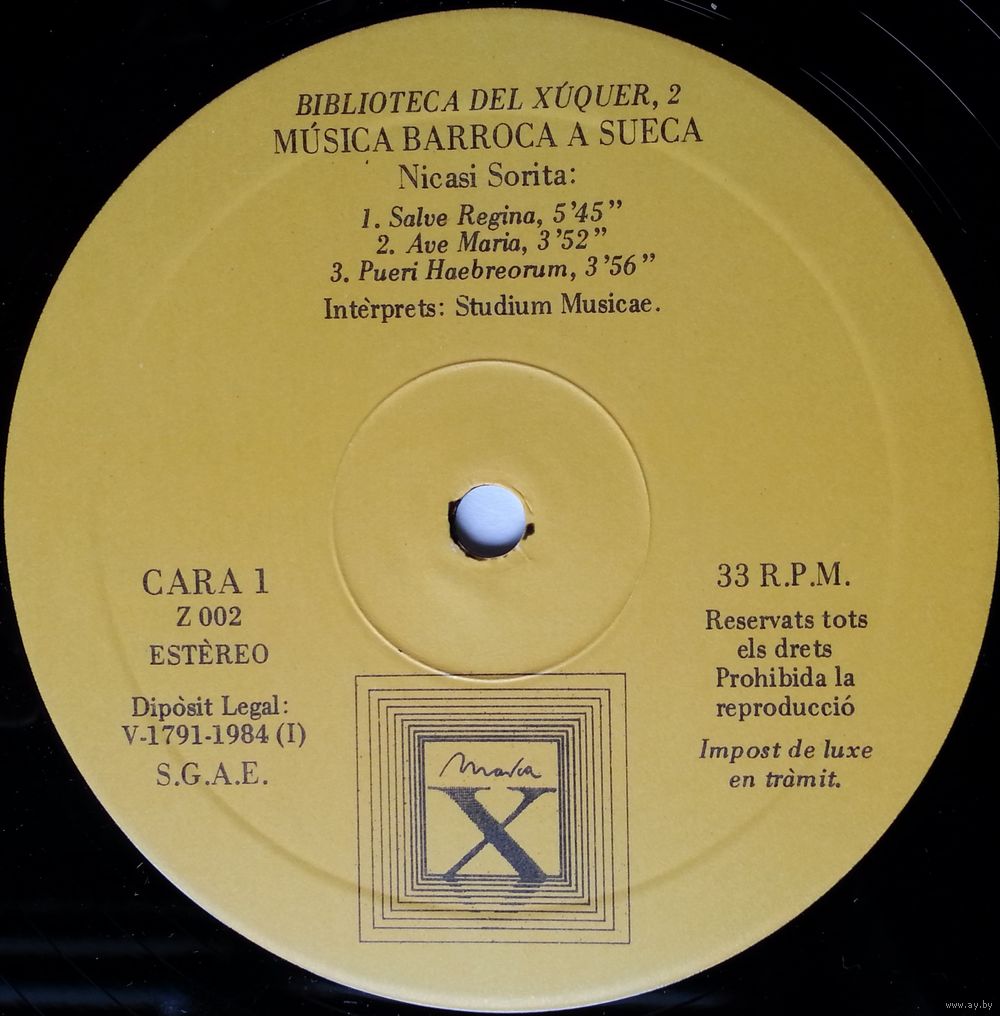 BIBLIOTECA DEL XÚQUER, 2
MÚSICA BARROCA A SUECA
Nicasi Sorita:
1. Salve Regina, 5'45”
2. Ave Maria, 3'52”
3. Pueri Haebreorum, 3'56”
Intèrprets: Studium Musicae.
CARA 1
Z 002
ESTÈREO
Dipòsit Legal:
V-1791-1984 (I)
S.G.A.E.
33 R.P.M.
Reservats tots
els drets
Prohibida la
reproducció
Impost de luxe
en tràmit.
X
www.ay.by